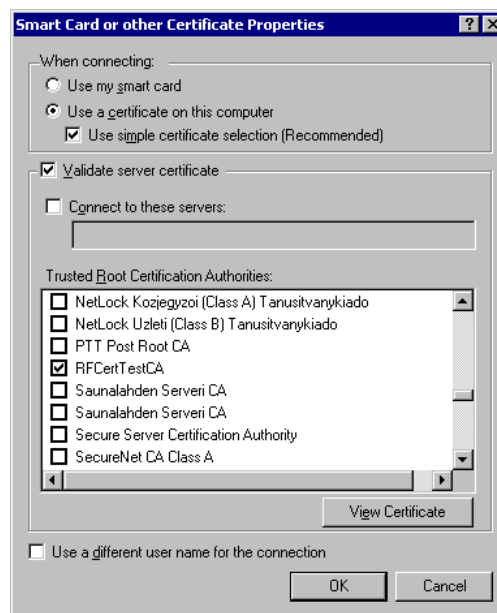 Smart Card or other Certificate Properties
When connecting:
Use my smart card
Use a certificate on this computer
Use simple certificate selection (Recommended)
Validate server certificate
Connect to these servers:
Trusted Root Certification Authorities:
NetLock Kozjegyzoi (Class A) Tanusitvanykiado
NetLock Uzleti (Class B) Tanusitvanykiado
PTT Post Root CA
RFCertTestCA
Saunalahden Serveri CA
Saunalahden Serveri CA
Secure Server Certification Authority
SecureNet CA Class A
View Certificate
Use a different user name for the connection
OK Cancel